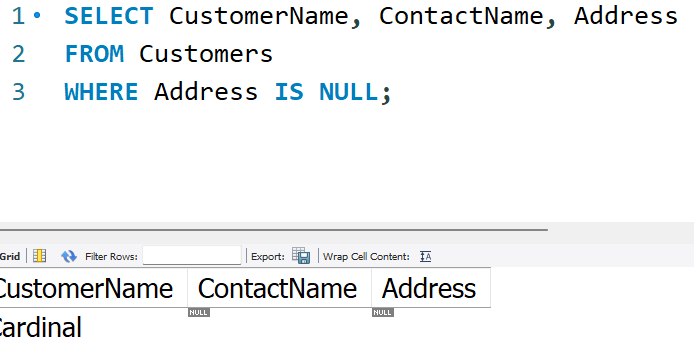 1 SELECT CustomerName, ContactName, Address
2 FROM Customers
3 WHERE Address IS NULL;
Grid Filter Rows: Export: Wrap Cell Content: IA
CustomerName ContactName Address
Cardinal NULL NULL